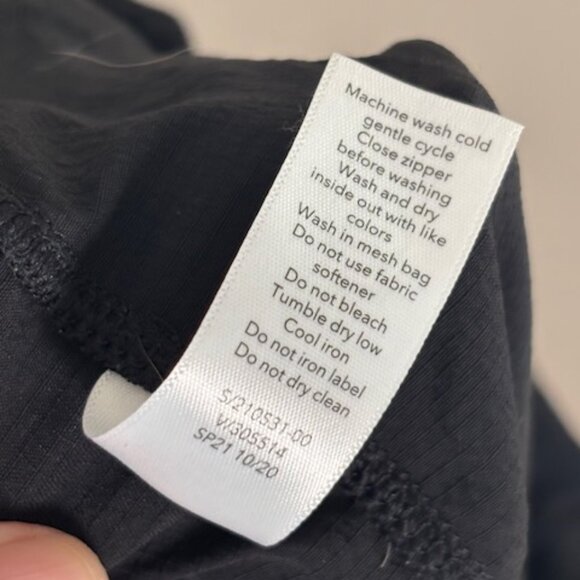 Machine wash cold
gentle cycle
Close zipper
before washing
Wash and dry
inside out with like
colors
Wash in mesh bag
Do not use fabric
softener
Do not bleach
Tumble dry low
Cool iron
Do not iron label
Do not dry clean
S/210531-00
V/305514
SP21 10/20